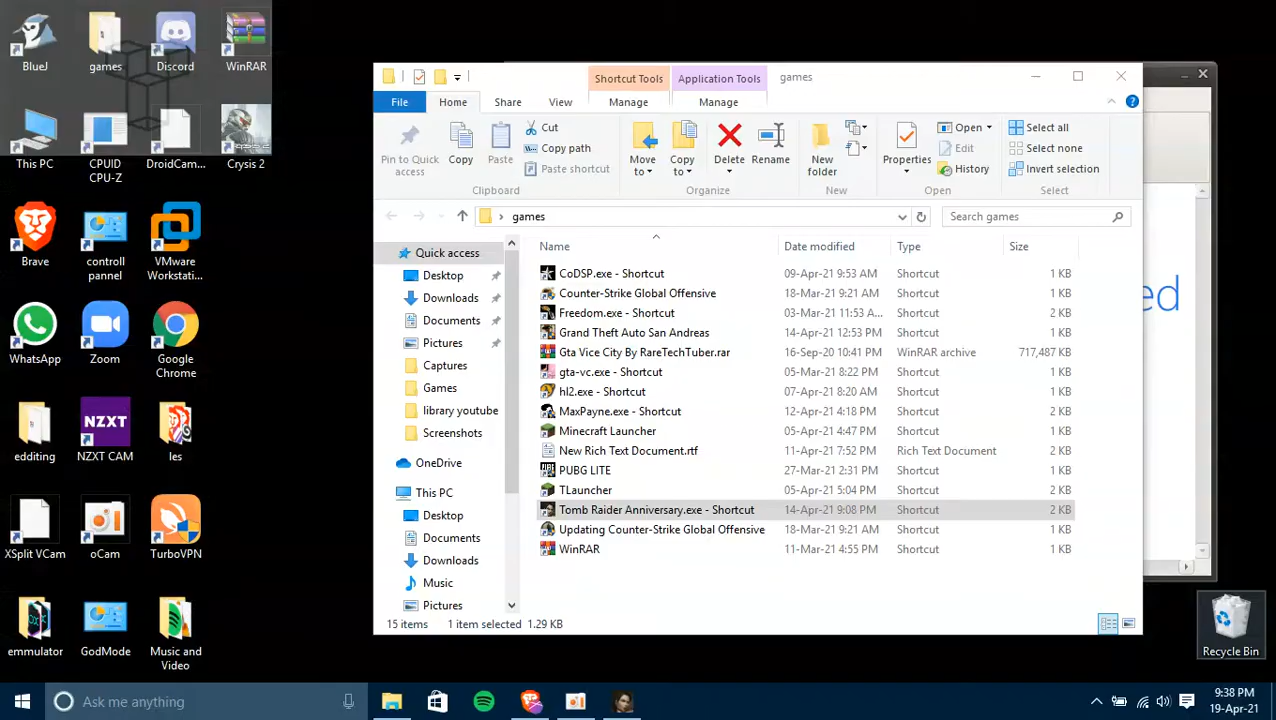 BlueJ
games
Discord
WinRAR
This PC
CPUID
CPU-Z
DroidCam...
Crysis 2
Brave
controll
pannel
VMware
Workstati...
WhatsApp
Zoom
Google
Chrome
edditing
NZXT
NZXT CAM
les
XSplit VCam
oCam
TurboVPN
emmulator
GodMode
Music and
Video
Shortcut Tools
Application Tools
games
File
Home
Share
View
Manage
Manage
Pin to Quick
access
Copy
Paste
Cut
Copy path
Paste shortcut
Clipboard
Move
to
Copy
to
Delete
Rename
Organize
New
folder
New
Properties
Open
Edit
History
Open
Select all
Select none
Invert selection
Select
games
Search games
Name
Date modified
Type
Size
Quick access
Desktop
Downloads
Documents
Pictures
Captures
Games
library youtube
Screenshots
OneDrive
This PC
Desktop
Documents
Downloads
Music
Pictures
CoDSP.exe - Shortcut 09-Apr-21 9:53 AM Shortcut 1 KB
Counter-Strike Global Offensive 18-Mar-21 9:21 AM Shortcut 1 KB
Freedom.exe - Shortcut 03-Mar-21 11:53 A... Shortcut 2 KB
Grand Theft Auto San Andreas 14-Apr-21 12:53 PM Shortcut 1 KB
Gta Vice City By RareTechTuber.rar 16-Sep-20 10:41 PM WinRAR archive 717,487 KB
gta-vc.exe - Shortcut 05-Mar-21 8:22 PM Shortcut 1 KB
hl2.exe - Shortcut 07-Apr-21 8:20 AM Shortcut 1 KB
MaxPayne.exe - Shortcut 12-Apr-21 4:18 PM Shortcut 2 KB
Minecraft Launcher 05-Apr-21 4:47 PM Shortcut 1 KB
New Rich Text Document.rtf 11-Apr-21 7:52 PM Rich Text Document 1 KB
PUBG LITE 27-Mar-21 2:31 PM Shortcut 1 KB
TLauncher 05-Apr-21 5:04 PM Shortcut 1 KB
Tomb Raider Anniversary.exe - Shortcut 14-Apr-21 9:08 PM Shortcut 2 KB
Updating Counter-Strike Global Offensive 18-Mar-21 9:21 AM Shortcut 1 KB
WinRAR 11-Mar-21 4:55 PM Shortcut 1 KB
15 items 1 item selected 1.29 KB
ed
Recycle Bin
Ask me anything
9:38 PM
19-Apr-21